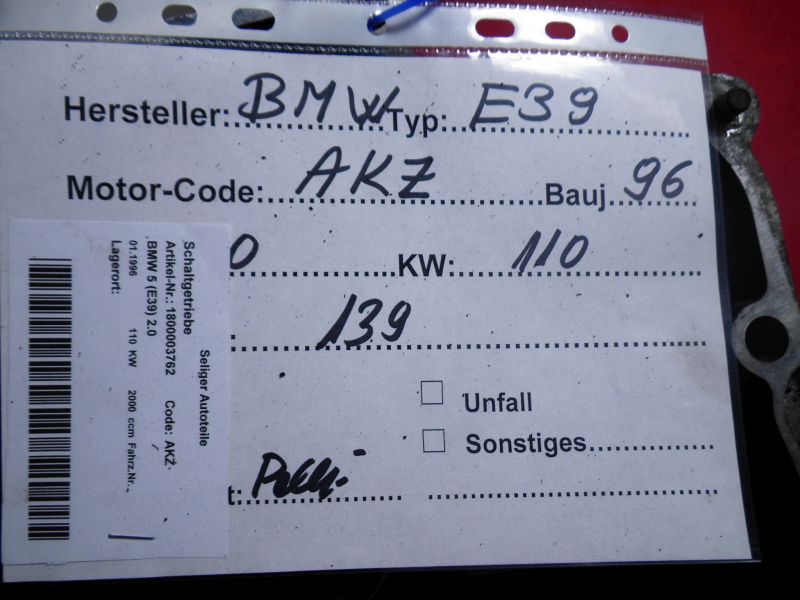 Hersteller: BMW Typ: E39
Motor-Code: AKZ Bauj. 96
0 KW: 110
139
Unfall
Sonstiges
t:
Seliger Autoteile
Schaltgetriebe
Artikel-Nr.: 1800003762 Code: AKZ
BMW 5 (E39) 2.0
01.1996 110 KW 2000 ccm Fahrz.Nr.
Lagerort: